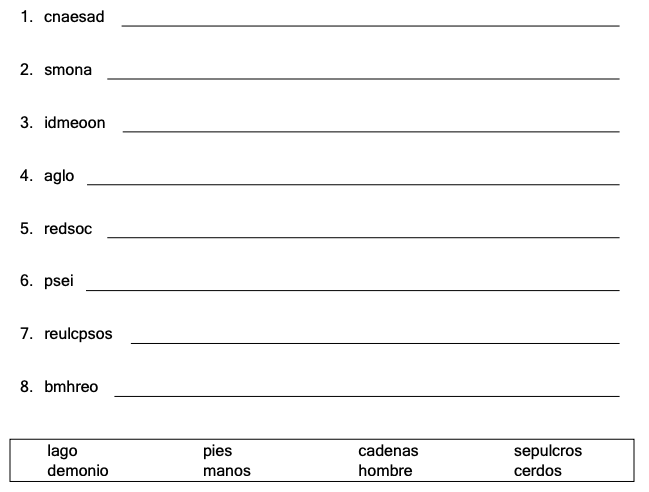 1. cnaesad
2. smona
3. idmeoon
4. aglo
5. redsoc
6. psei
7. reulcpsos
8. bmhreo
lago pies cadenas sepulcros
demonio manos hombre cerdos